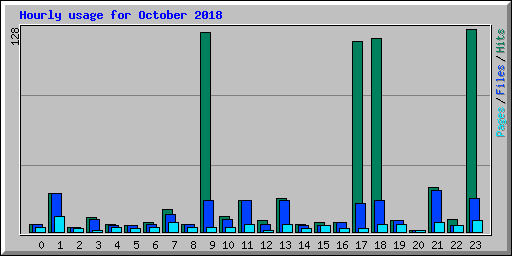 Hourly usage for October 2018
128
Pages/Files/Hits
0 1 2 3 4 5 6 7 8 9 10 11 12 13 14 15 16 17 18 19 20 21 22 23